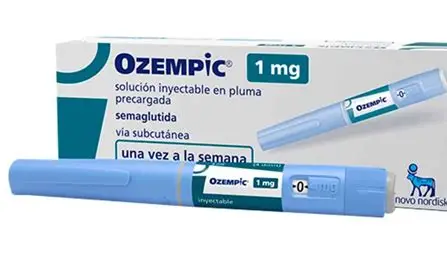 OZEMPIC® 1 mg
solución inyectable en pluma
precargada
semaglutida
vía subcutánea
una vez a la semana
novo nordisk
OZEMPIC® 1 mg
inyectable
-0-